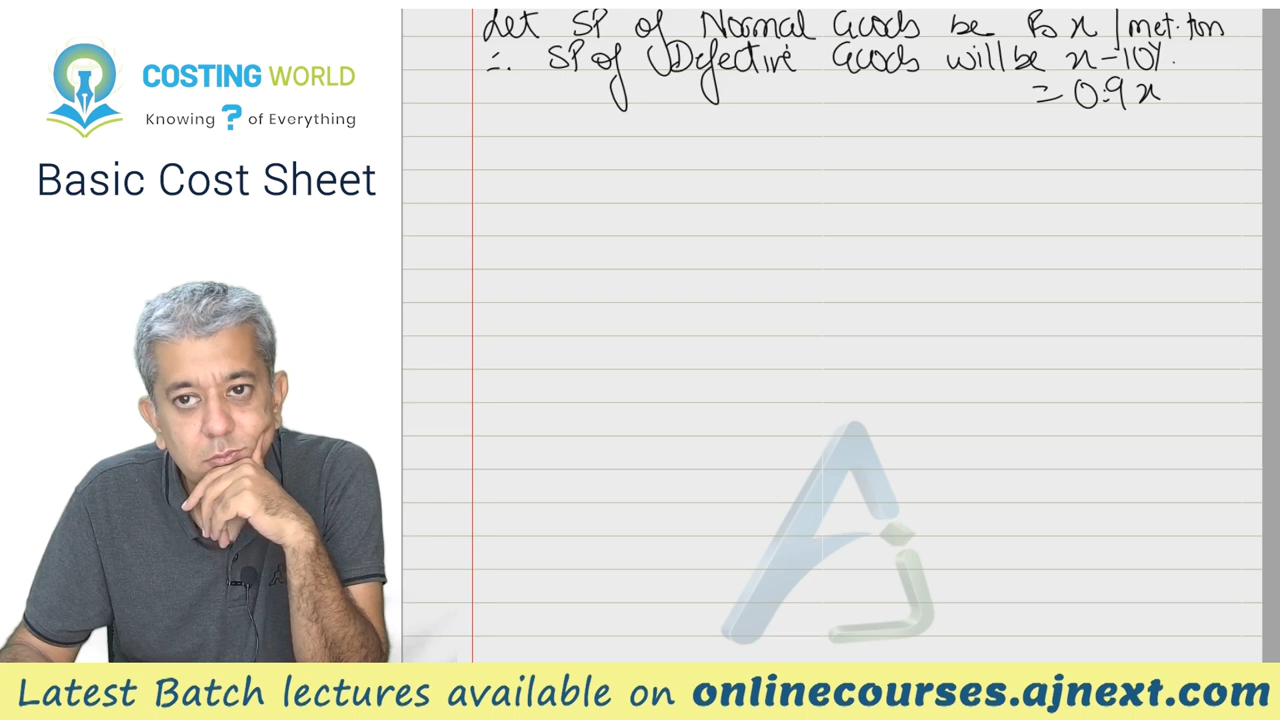 COSTING WORLD
Knowing ? of Everything
Basic Cost Sheet
Let SP of Normal Goods be Rs x / met. ton
∴ SP of Defective Goods will be x - 10%
= 0.9x
Latest Batch lectures available on onlinecourses.ajnext.com